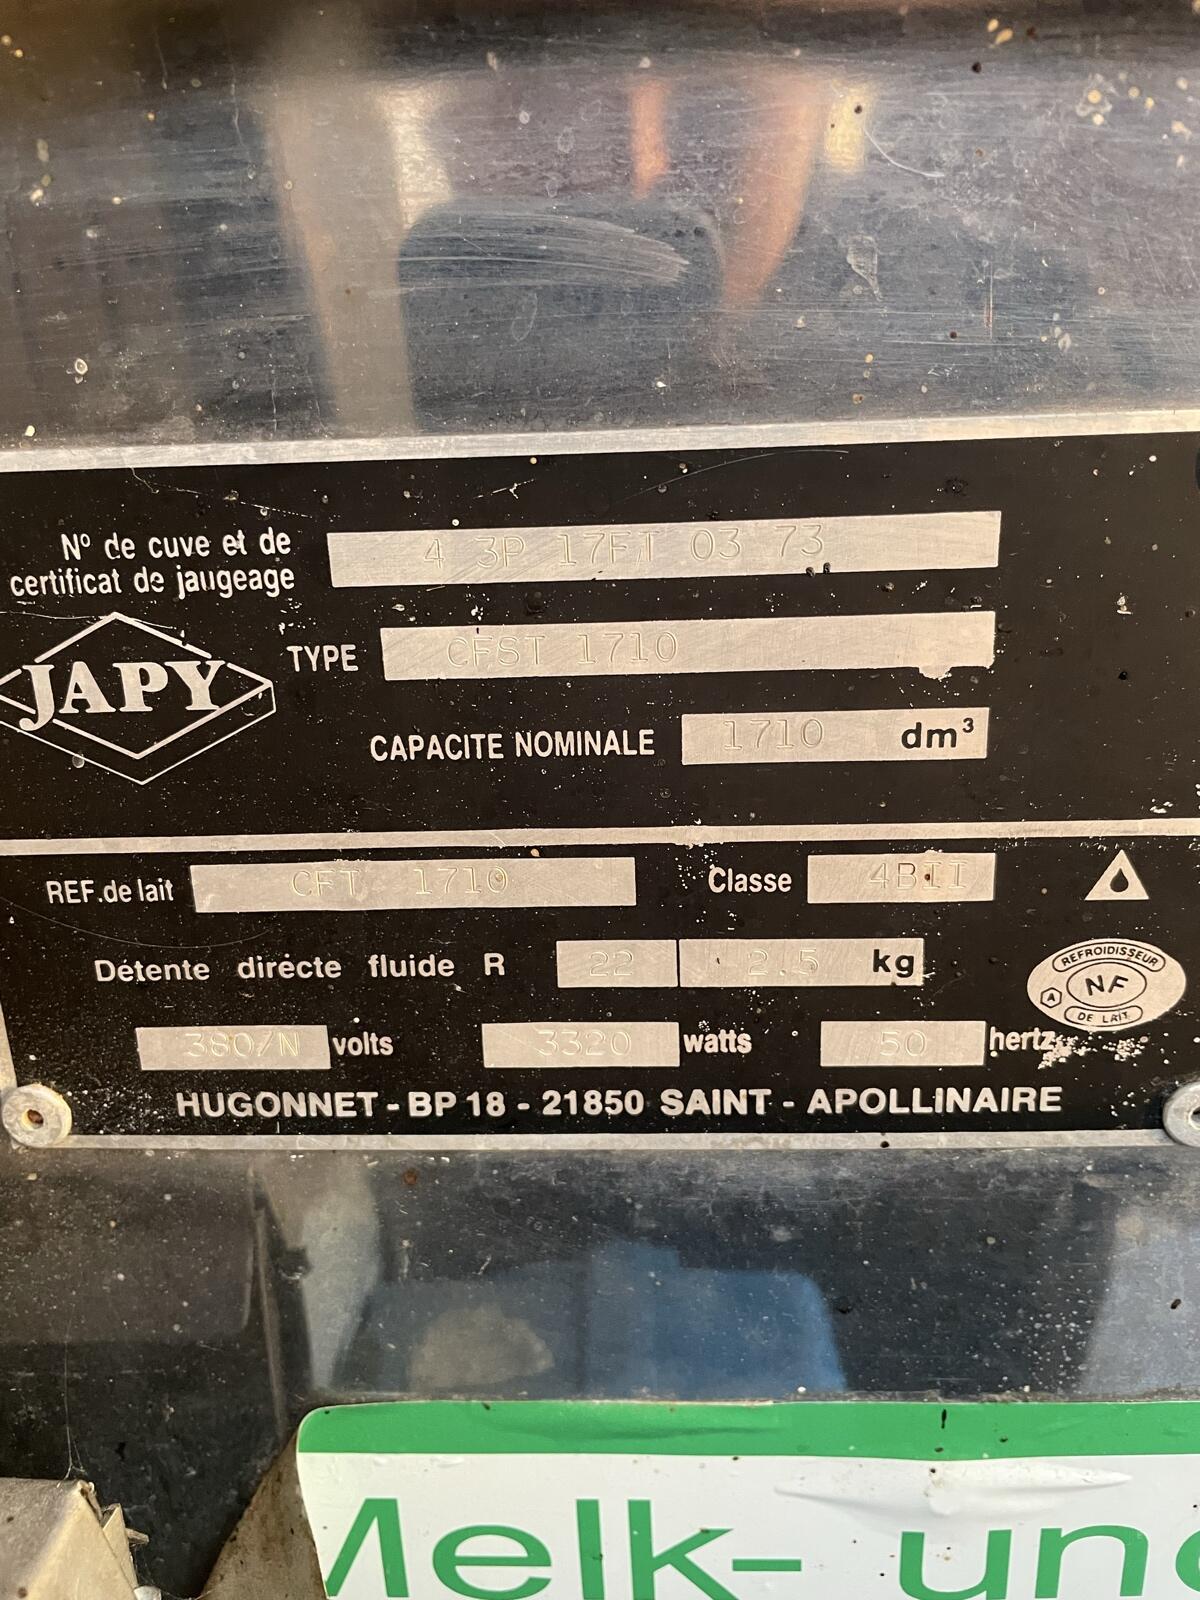 Nº de cuve et de
certificat de jaugeage 4 3P 17FT 03 73
JAPY
TYPE CFST 1710
CAPACITE NOMINALE 1710 dm³
REF. de lait CFT 1710 Classe 4BII
Détente directe fluide R 22 2.5 kg
REFROIDISSEUR
NF
A
DE LAIT
380/N volts 3320 watts 50 hertz
HUGONNET - BP 18 - 21850 SAINT - APOLLINAIRE
Melk- und